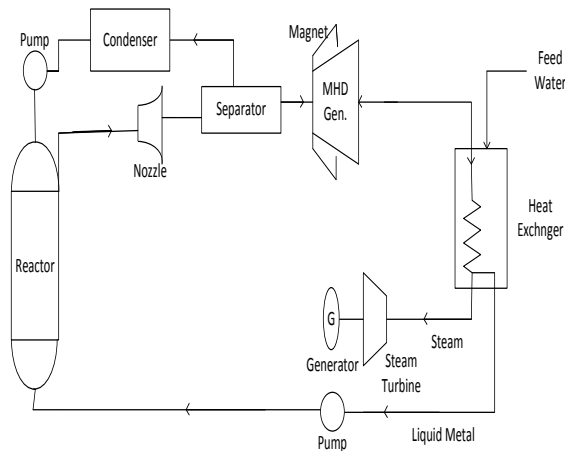 Pump
Condenser
Magnet
MHD
Gen.
Feed
Water
Separator
Nozzle
Heat
Exchnger
Reactor
G
Generator
Steam
Turbine
Steam
Pump
Liquid Metal